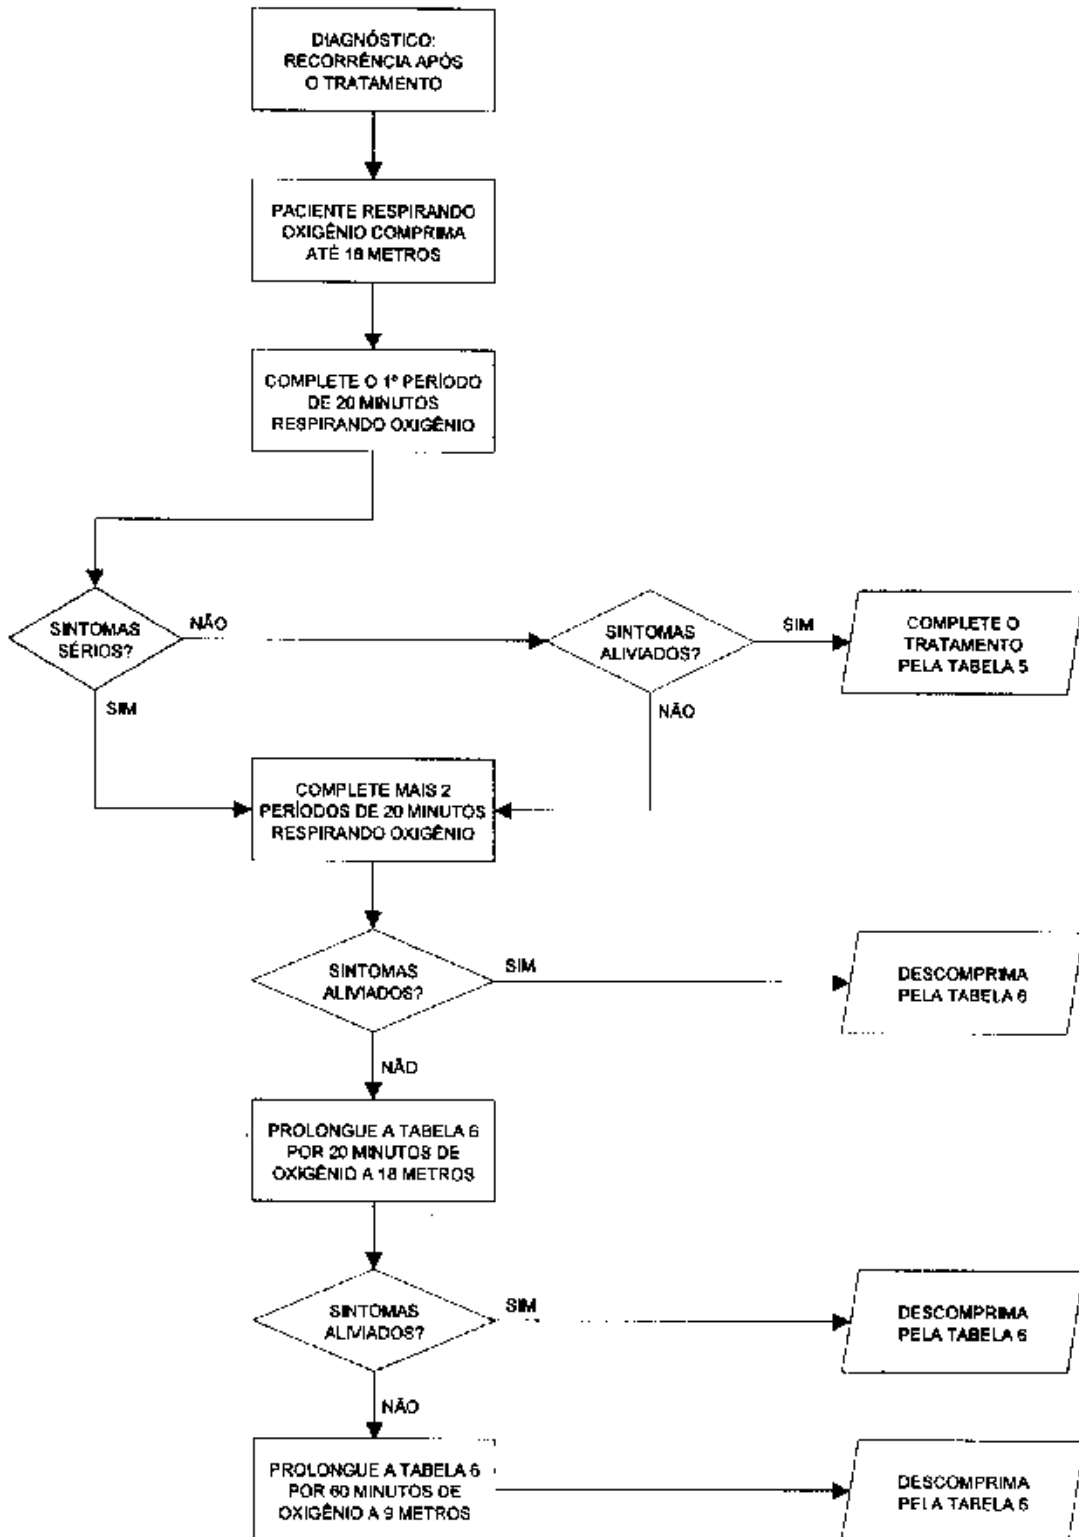 DIAGNÓSTICO:
RECORRÊNCIA APÓS
O TRATAMENTO
PACIENTE RESPIRANDO
OXIGÊNIO COMPRIMA
ATÉ 18 METROS
COMPLETE O 1º PERÍODO
DE 20 MINUTOS
RESPIRANDO OXIGÊNIO
SINTOMAS
SÉRIOS?
NÃO
SINTOMAS
ALIVIADOS?
SIM
COMPLETE O
TRATAMENTO
PELA TABELA 5
SIM
NÃO
COMPLETE MAIS 2
PERÍODOS DE 20 MINUTOS
RESPIRANDO OXIGÊNIO
SINTOMAS
ALIVIADOS?
SIM
DESCOMPRIMA
PELA TABELA 6
NÃO
PROLONGUE A TABELA 6
POR 20 MINUTOS DE
OXIGÊNIO A 18 METROS
SINTOMAS
ALIVIADOS?
SIM
DESCOMPRIMA
PELA TABELA 6
NÃO
PROLONGUE A TABELA 6
POR 60 MINUTOS DE
OXIGÊNIO A 9 METROS
DESCOMPRIMA
PELA TABELA 6